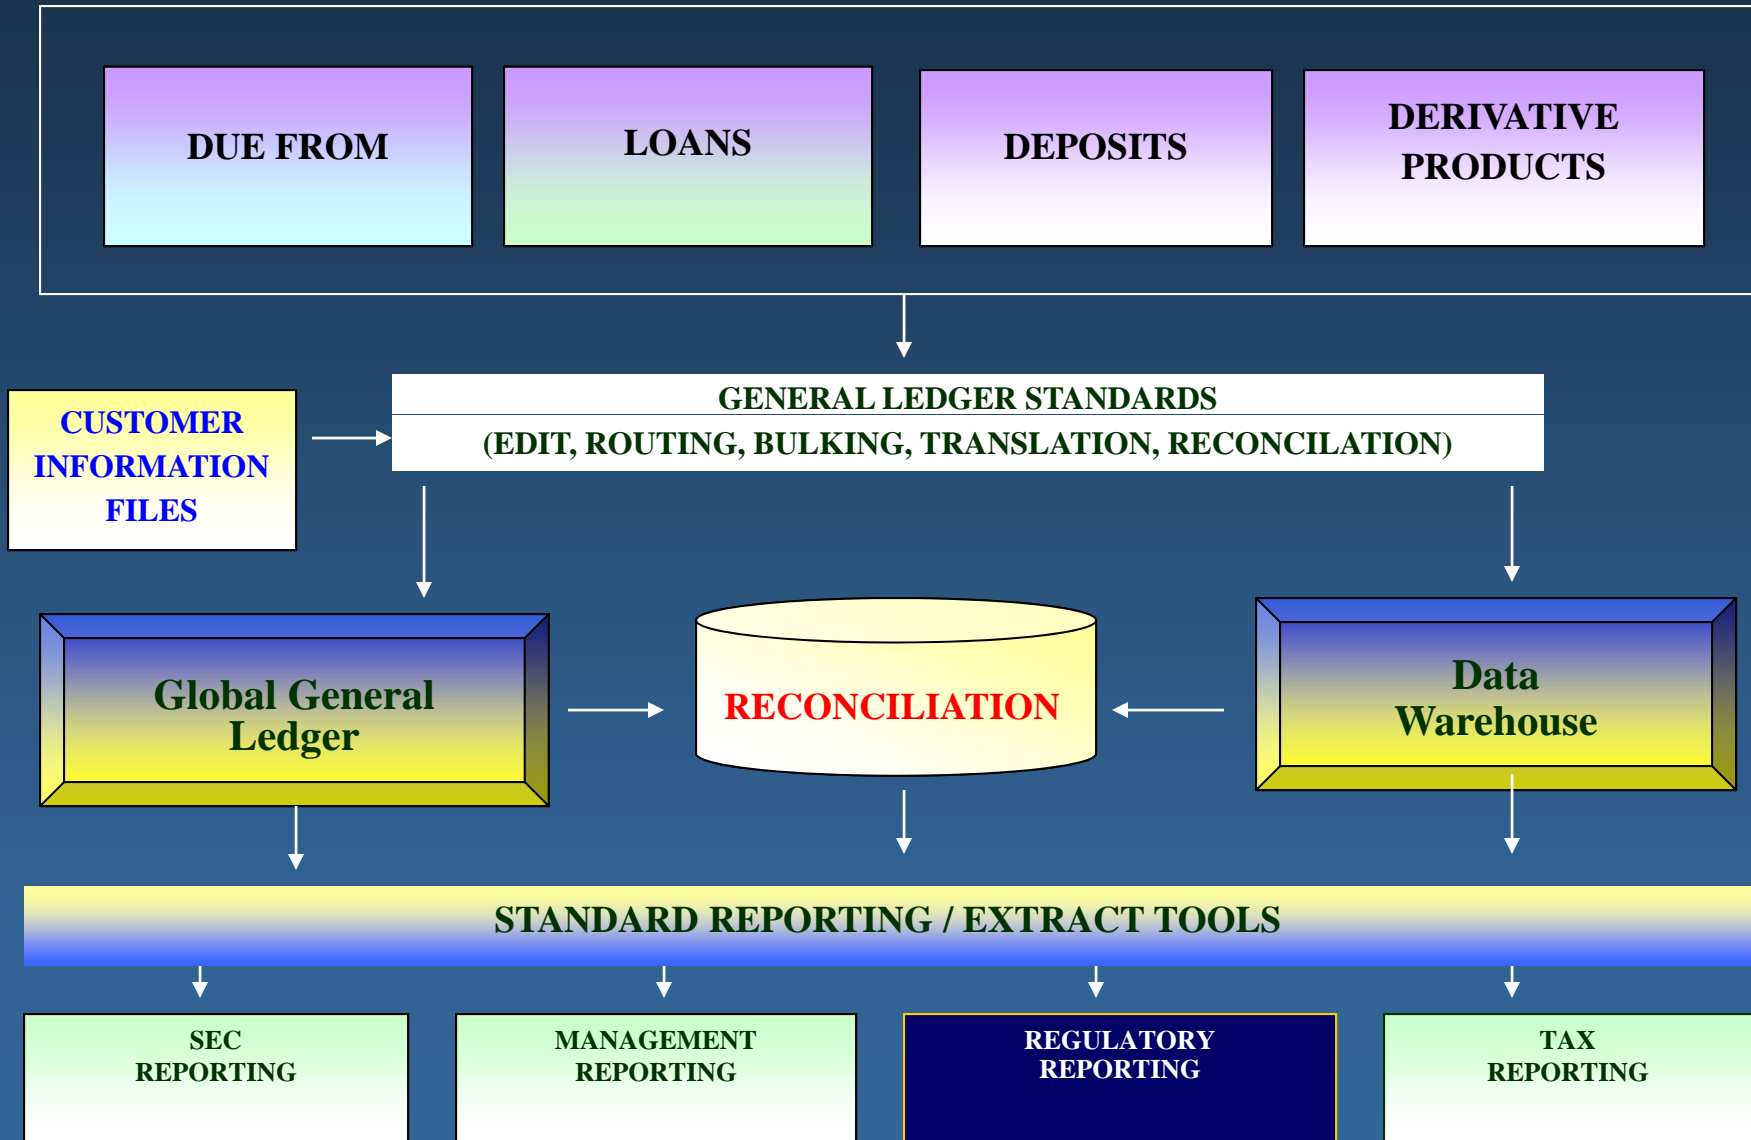 DUE FROM
LOANS
DEPOSITS
DERIVATIVE
PRODUCTS
GENERAL LEDGER STANDARDS
(EDIT, ROUTING, BULKING, TRANSLATION, RECONCILATION)
CUSTOMER
INFORMATION
FILES
Global General
Ledger
RECONCILIATION
Data
Warehouse
STANDARD REPORTING / EXTRACT TOOLS
SEC
REPORTING
MANAGEMENT
REPORTING
REGULATORY
REPORTING
TAX
REPORTING